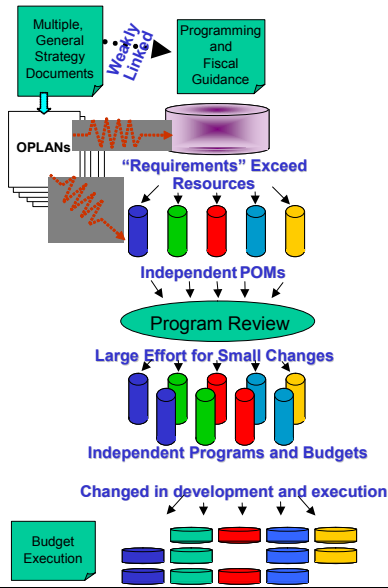 Multiple,
General
Strategy
Documents
Weakly
Linked
Programming
and
Fiscal
Guidance
OPLANs
“Requirements” Exceed
Resources
Independent POMs
Program Review
Large Effort for Small Changes
Independent Programs and Budgets
Changed in development and execution
Budget
Execution